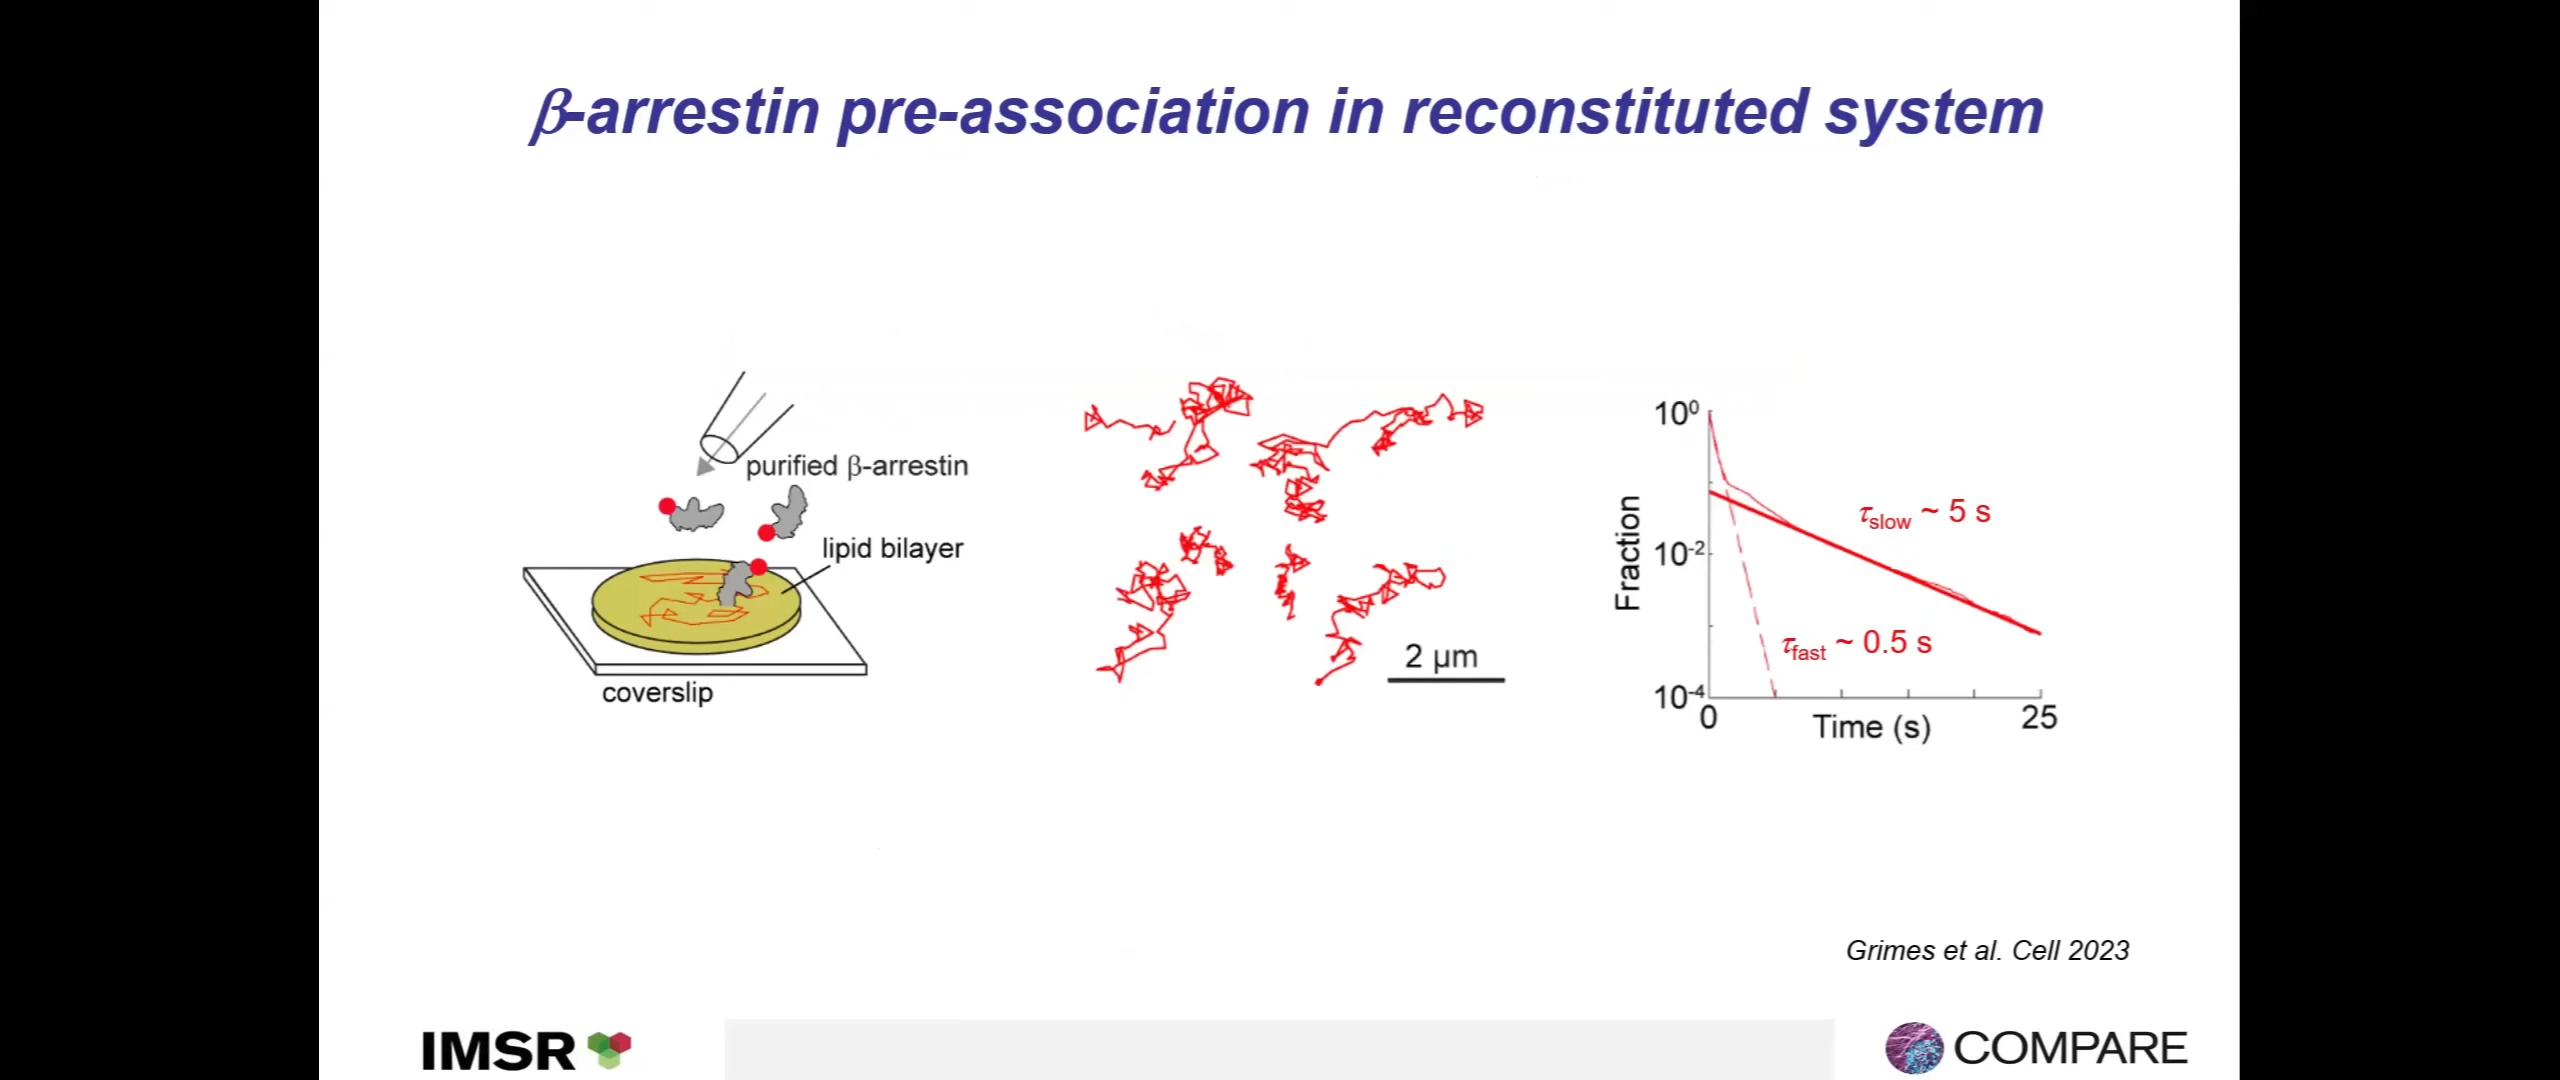 β-arrestin pre-association in reconstituted system
purified β-arrestin
lipid bilayer
coverslip
2 µm
10⁰
10⁻²
10⁻⁴
Fraction
τslow ~ 5 s
τfast ~ 0.5 s
0
25
Time (s)
Grimes et al. Cell 2023
IMSR
COMPARE